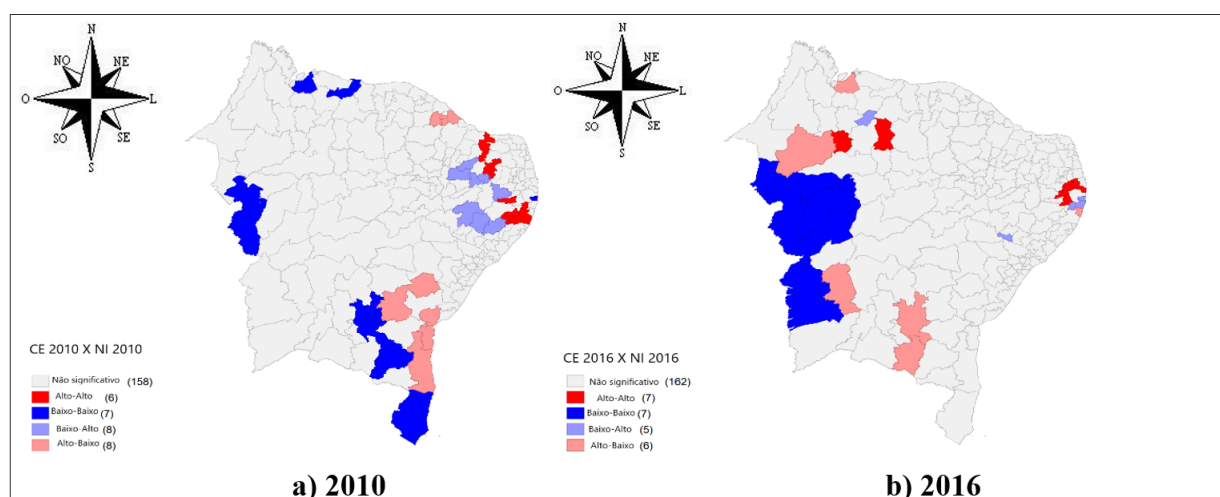 N
NO
NE
O
L
SO
SE
S
CE 2010 X NI 2010
Não significativo (158)
Alto-Alto (6)
Baixo-Baixo (7)
Baixo-Alto (8)
Alto-Baixo (8)
a) 2010
N
NO
NE
O
L
SO
SE
S
CE 2016 X NI 2016
Não significativo (162)
Alto-Alto (7)
Baixo-Baixo (7)
Baixo-Alto (5)
Alto-Baixo (6)
b) 2016